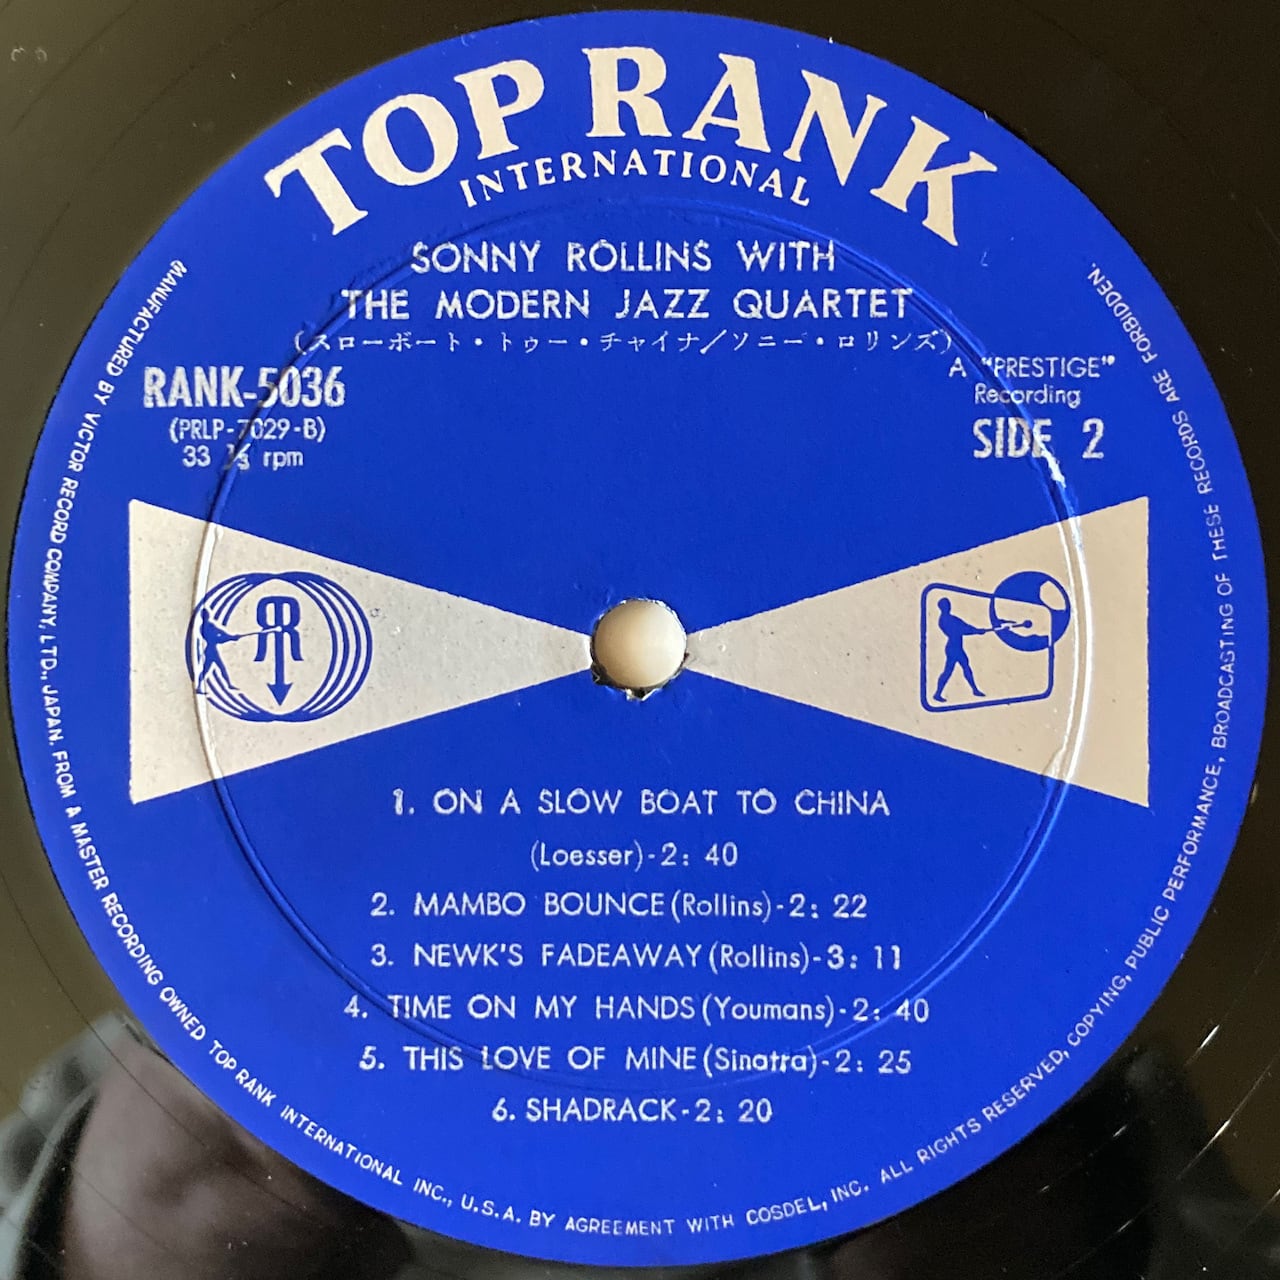 TOP RANK
INTERNATIONAL
SONNY ROLLINS WITH
THE MODERN JAZZ QUARTET
(スローボート・トゥー・チャイナ/ソニー・ロリンズ)
RANK-5036
(PRLP-7029-B)
33 ⅓ rpm
A "PRESTIGE"
Recording
SIDE 2
1. ON A SLOW BOAT TO CHINA
(Loesser)-2: 40
2. MAMBO BOUNCE (Rollins)-2: 22
3. NEWK'S FADEAWAY (Rollins)-3: 11
4. TIME ON MY HANDS (Youmans)-2: 40
5. THIS LOVE OF MINE (Sinatra)-2: 25
6. SHADRACK-2: 20
MANUFACTURED BY VICTOR RECORD COMPANY, LTD., JAPAN. FROM A MASTER RECORDING OWNED TOP RANK INTERNATIONAL INC., U.S.A. BY AGREEMENT WITH COSDEL, INC. ALL RIGHTS RESERVED, COPYING, PUBLIC PERFORMANCE, BROADCASTING OF THESE RECORDS ARE FORBIDDEN.